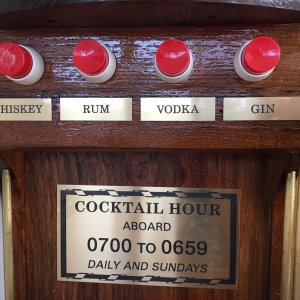 HISKEY RUM VODKA GIN
COCKTAIL HOUR
ABOARD
0700 TO 0659
DAILY AND SUNDAYS